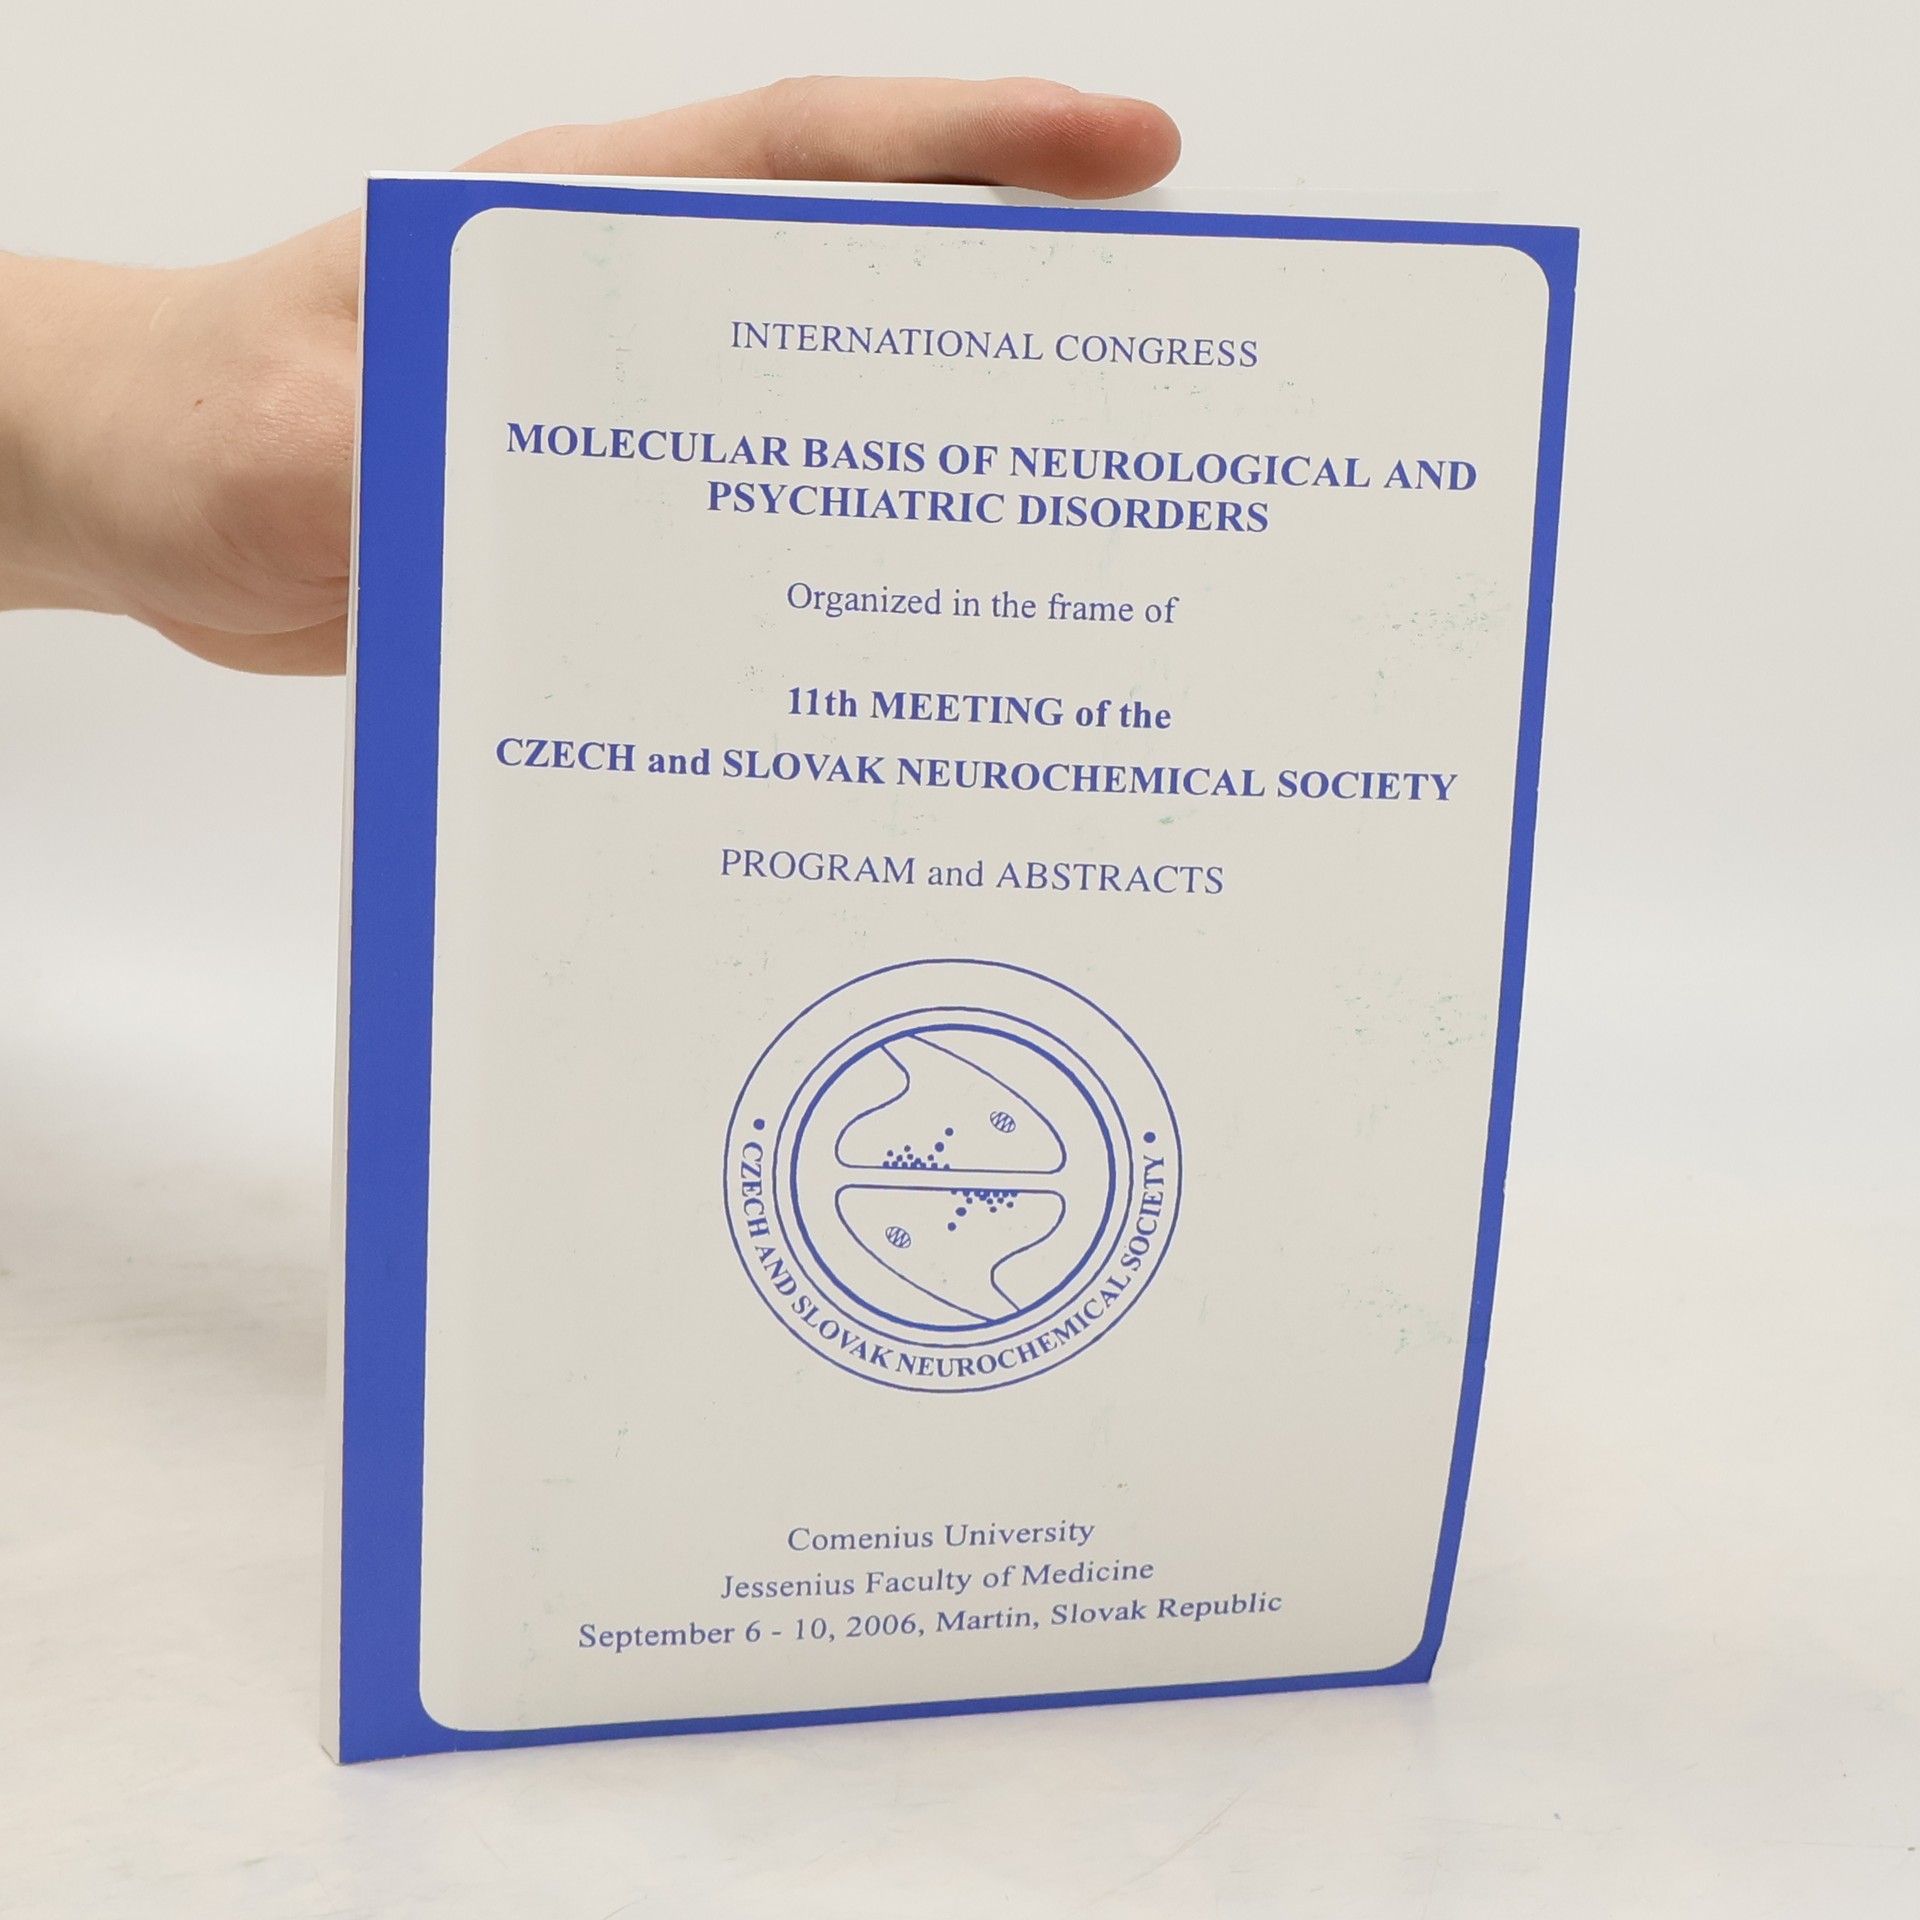 INTERNATIONAL CONGRESS
MOLECULAR BASIS OF NEUROLOGICAL AND
PSYCHIATRIC DISORDERS
Organized in the frame of
11th MEETING of the
CZECH and SLOVAK NEUROCHEMICAL SOCIETY
PROGRAM and ABSTRACTS
• CZECH AND SLOVAK NEUROCHEMICAL SOCIETY •
Comenius University
Jessenius Faculty of Medicine
September 6 - 10, 2006, Martin, Slovak Republic